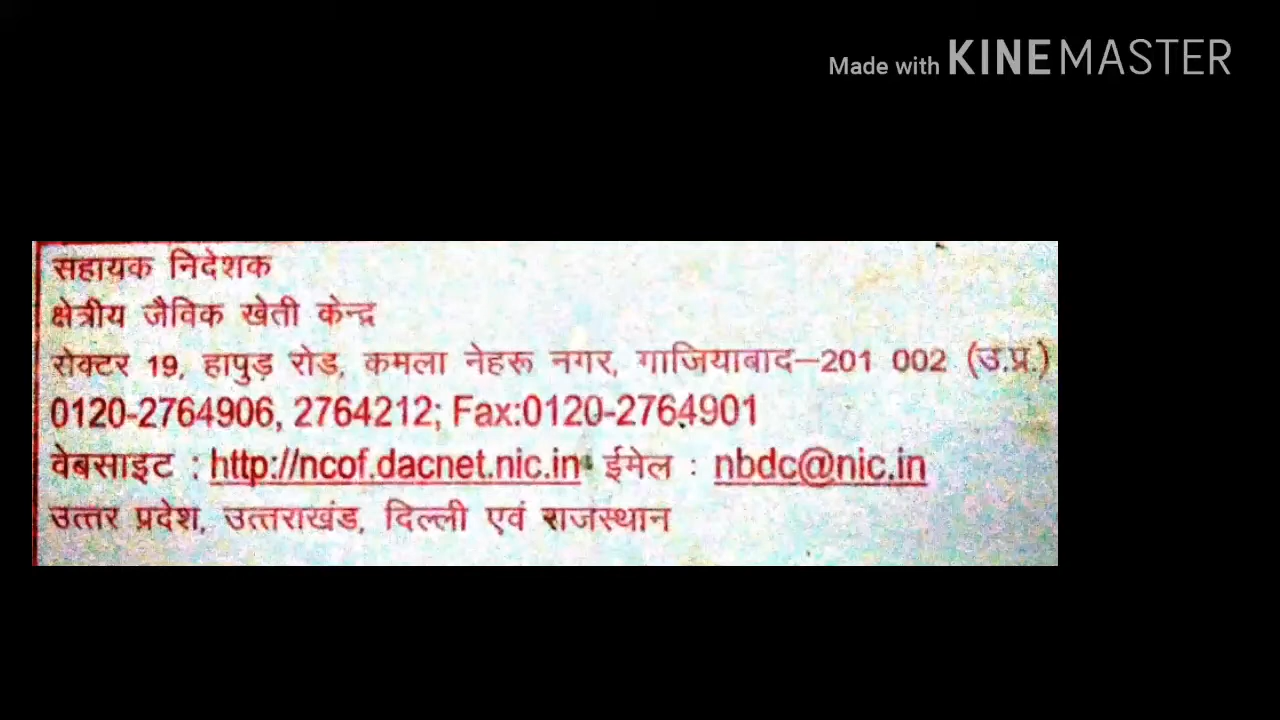 Made with KINEMASTER
सहायक निदेशक
क्षेत्रीय जैविक खेती केन्द्र
सेक्टर 19, हापुड़ रोड, कमला नेहरू नगर, गाजियाबाद–201 002 (उ.प्र.)
0120-2764906, 2764212; Fax:0120-2764901
वेबसाइट : http://ncof.dacnet.nic.in ईमेल : nbdc@nic.in
उत्तर प्रदेश, उत्तराखंड, दिल्ली एवं राजस्थान